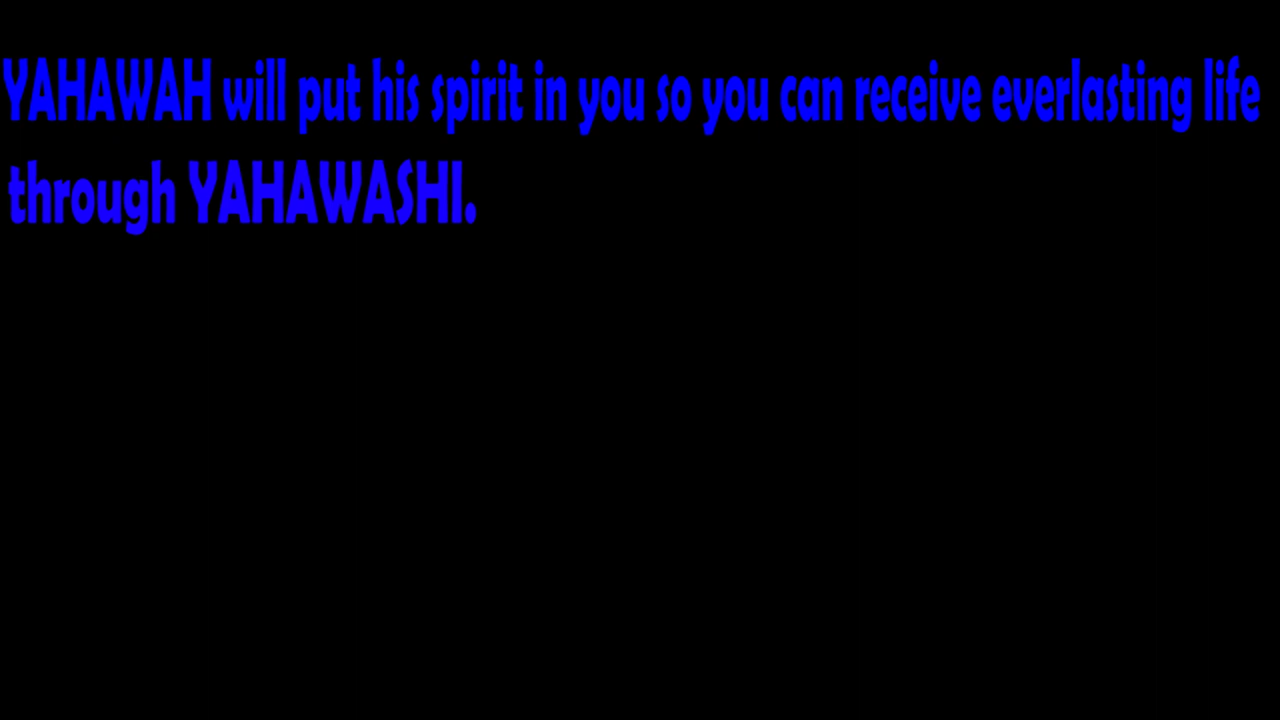 YAHAWAH will put his spirit in you so you can receive everlasting life
through YAHAWASHI.